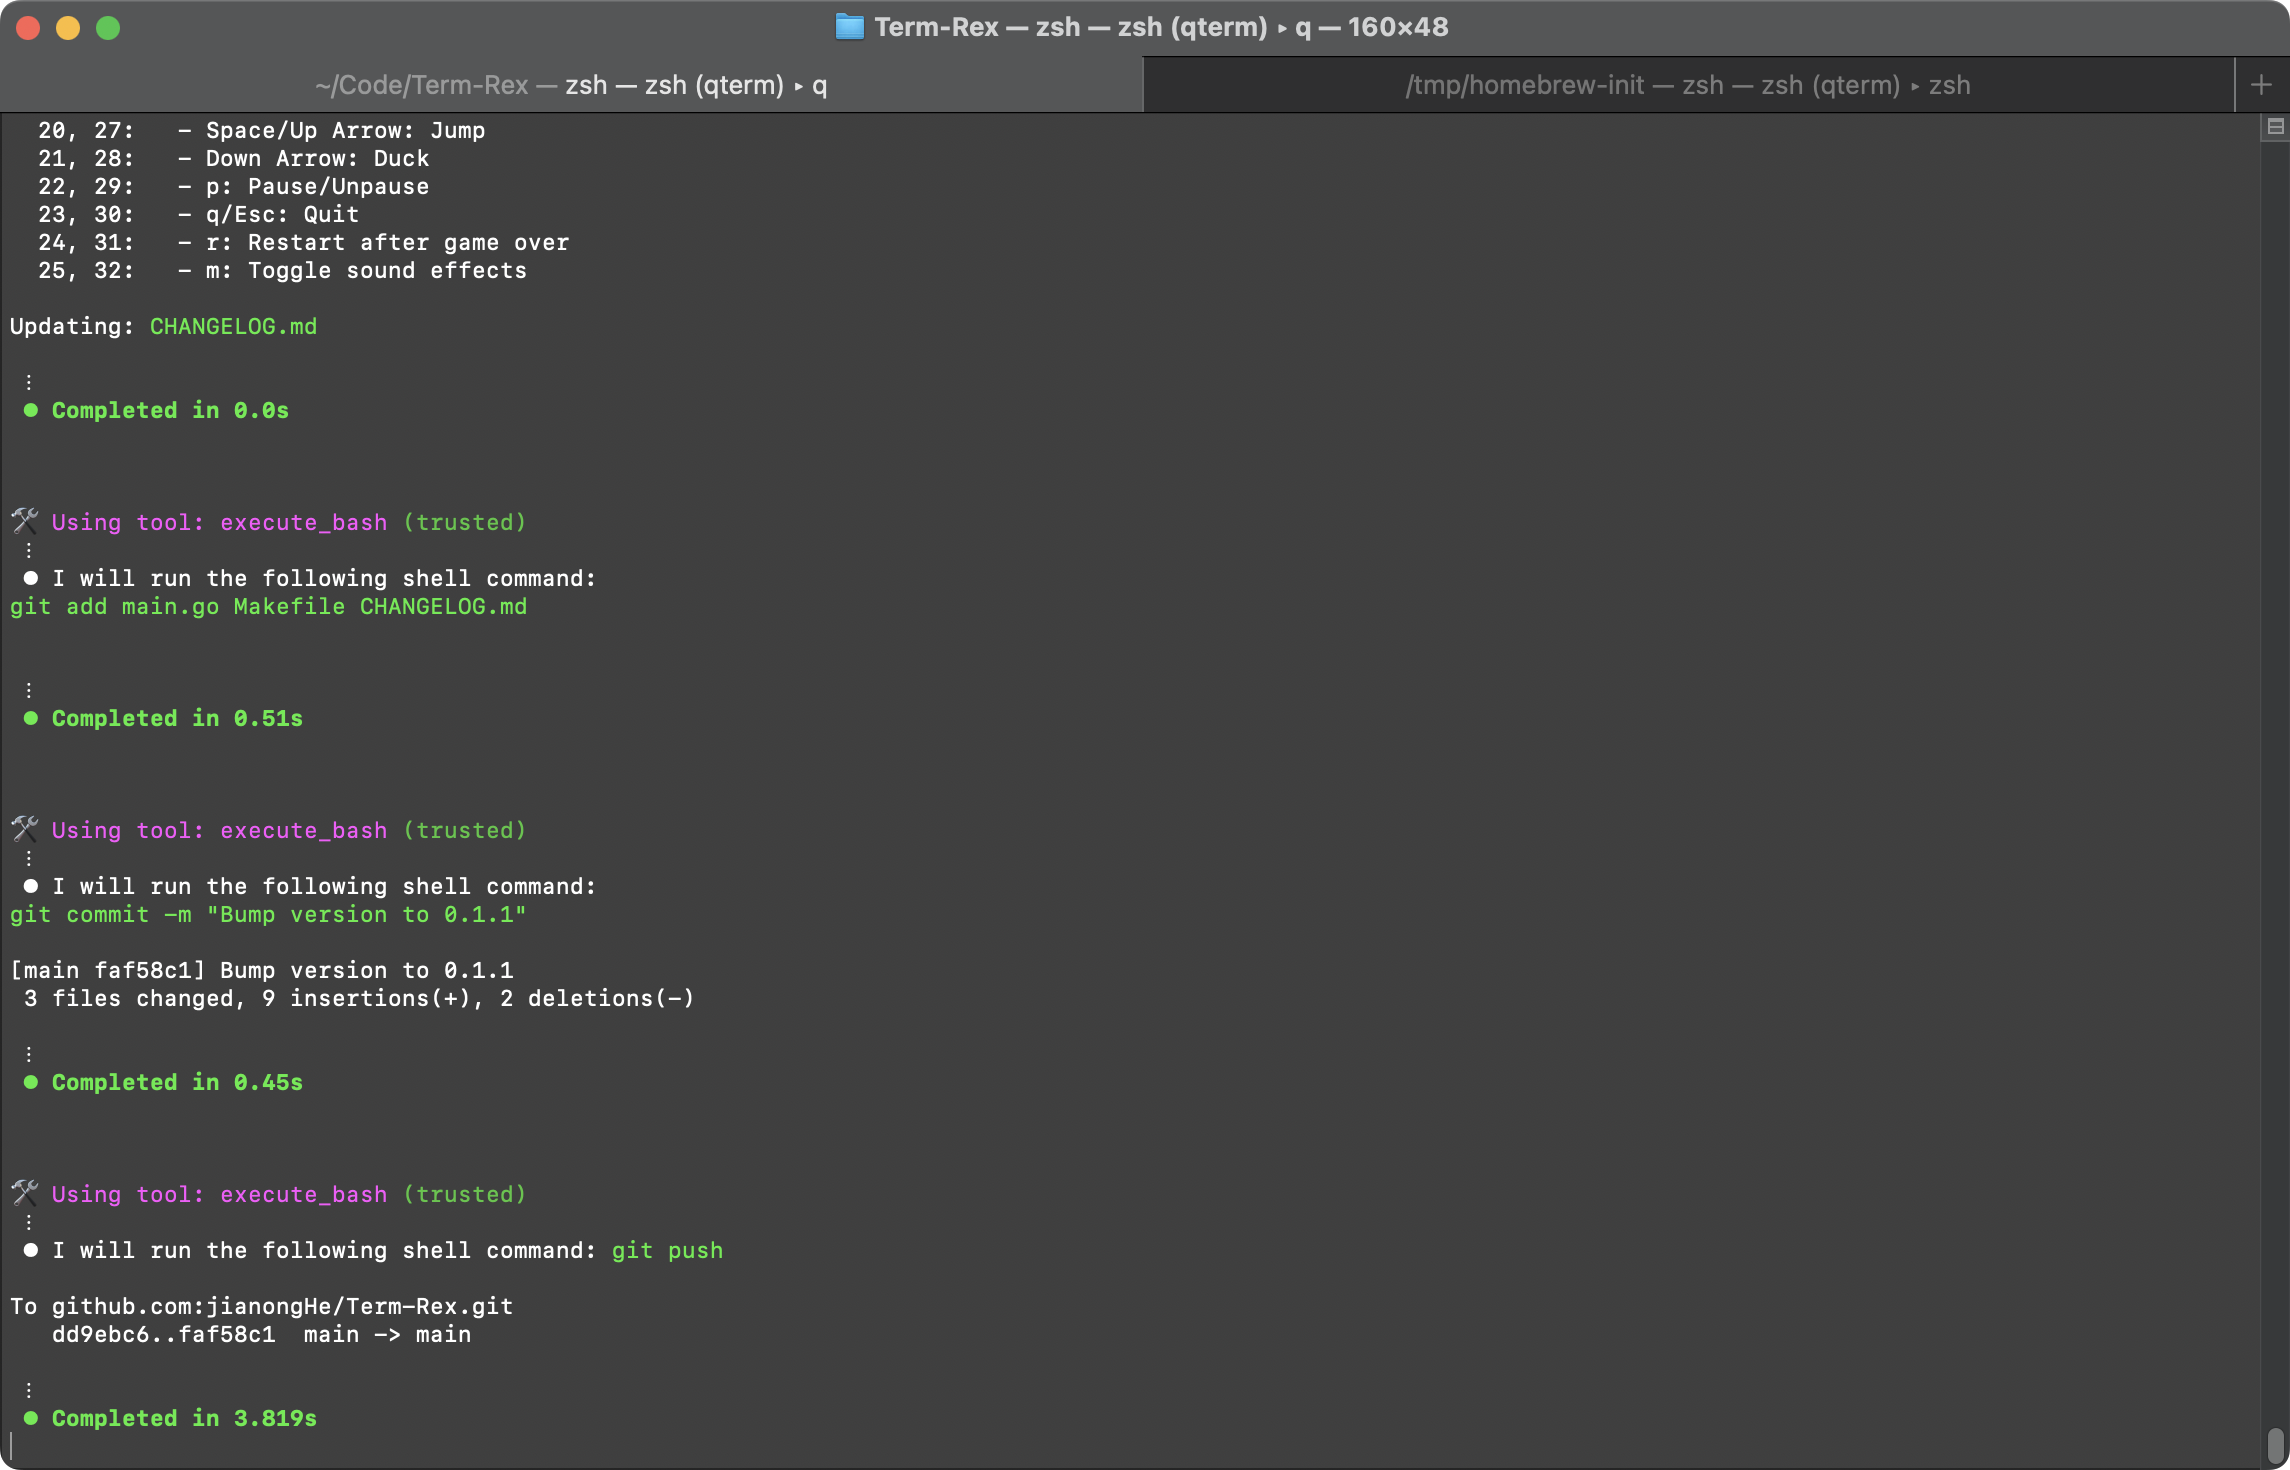 Term-Rex — zsh — zsh (qterm) ▸ q — 160×48
~/Code/Term-Rex — zsh — zsh (qterm) ▸ q
/tmp/homebrew-init — zsh — zsh (qterm) ▸ zsh
+
20, 27:   - Space/Up Arrow: Jump
21, 28:   - Down Arrow: Duck
22, 29:   - p: Pause/Unpause
23, 30:   - q/Esc: Quit
24, 31:   - r: Restart after game over
25, 32:   - m: Toggle sound effects
Updating: CHANGELOG.md
⋮
● Completed in 0.0s
🛠️ Using tool: execute_bash (trusted)
⋮
● I will run the following shell command:
git add main.go Makefile CHANGELOG.md
⋮
● Completed in 0.51s
🛠️ Using tool: execute_bash (trusted)
⋮
● I will run the following shell command:
git commit -m "Bump version to 0.1.1"
[main faf58c1] Bump version to 0.1.1
3 files changed, 9 insertions(+), 2 deletions(-)
⋮
● Completed in 0.45s
🛠️ Using tool: execute_bash (trusted)
⋮
● I will run the following shell command: git push
To github.com:jianongHe/Term-Rex.git
dd9ebc6..faf58c1  main -> main
⋮
● Completed in 3.819s